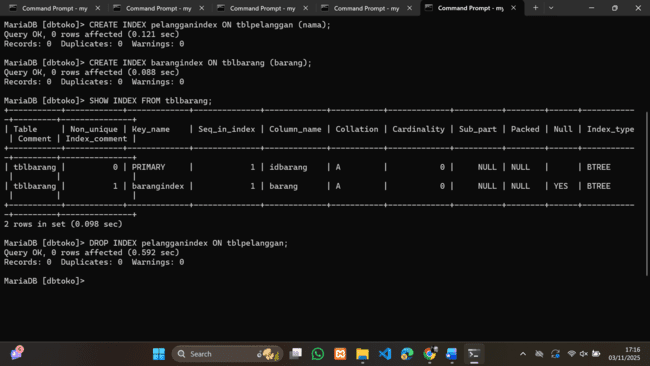 Command Prompt - my
Command Prompt - my
Command Prompt - my
Command Prompt - my
Command Prompt - my
MariaDB [dbtoko]> CREATE INDEX pelangganindex ON tblpelanggan (nama);
Query OK, 0 rows affected (0.121 sec)
Records: 0  Duplicates: 0  Warnings: 0
MariaDB [dbtoko]> CREATE INDEX barangindex ON tblbarang (barang);
Query OK, 0 rows affected (0.088 sec)
Records: 0  Duplicates: 0  Warnings: 0
MariaDB [dbtoko]> SHOW INDEX FROM tblbarang;
+-----------+------------+-------------+--------------+-------------+-----------+-------------+----------+--------+------+-----------
-+---------+---------------+
| Table     | Non_unique | Key_name    | Seq_in_index | Column_name | Collation | Cardinality | Sub_part | Packed | Null | Index_type
 | Comment | Index_comment |
+-----------+------------+-------------+--------------+-------------+-----------+-------------+----------+--------+------+-----------
-+---------+---------------+
| tblbarang |          0 | PRIMARY     |            1 | idbarang    | A         |           0 |     NULL | NULL   |      | BTREE
 |         |               |
| tblbarang |          1 | barangindex |            1 | barang      | A         |           0 |     NULL | NULL   | YES  | BTREE
 |         |               |
+-----------+------------+-------------+--------------+-------------+-----------+-------------+----------+--------+------+-----------
-+---------+---------------+
2 rows in set (0.098 sec)
MariaDB [dbtoko]> DROP INDEX pelangganindex ON tblpelanggan;
Query OK, 0 rows affected (0.592 sec)
Records: 0  Duplicates: 0  Warnings: 0
MariaDB [dbtoko]>
Search
17:16
03/11/2025